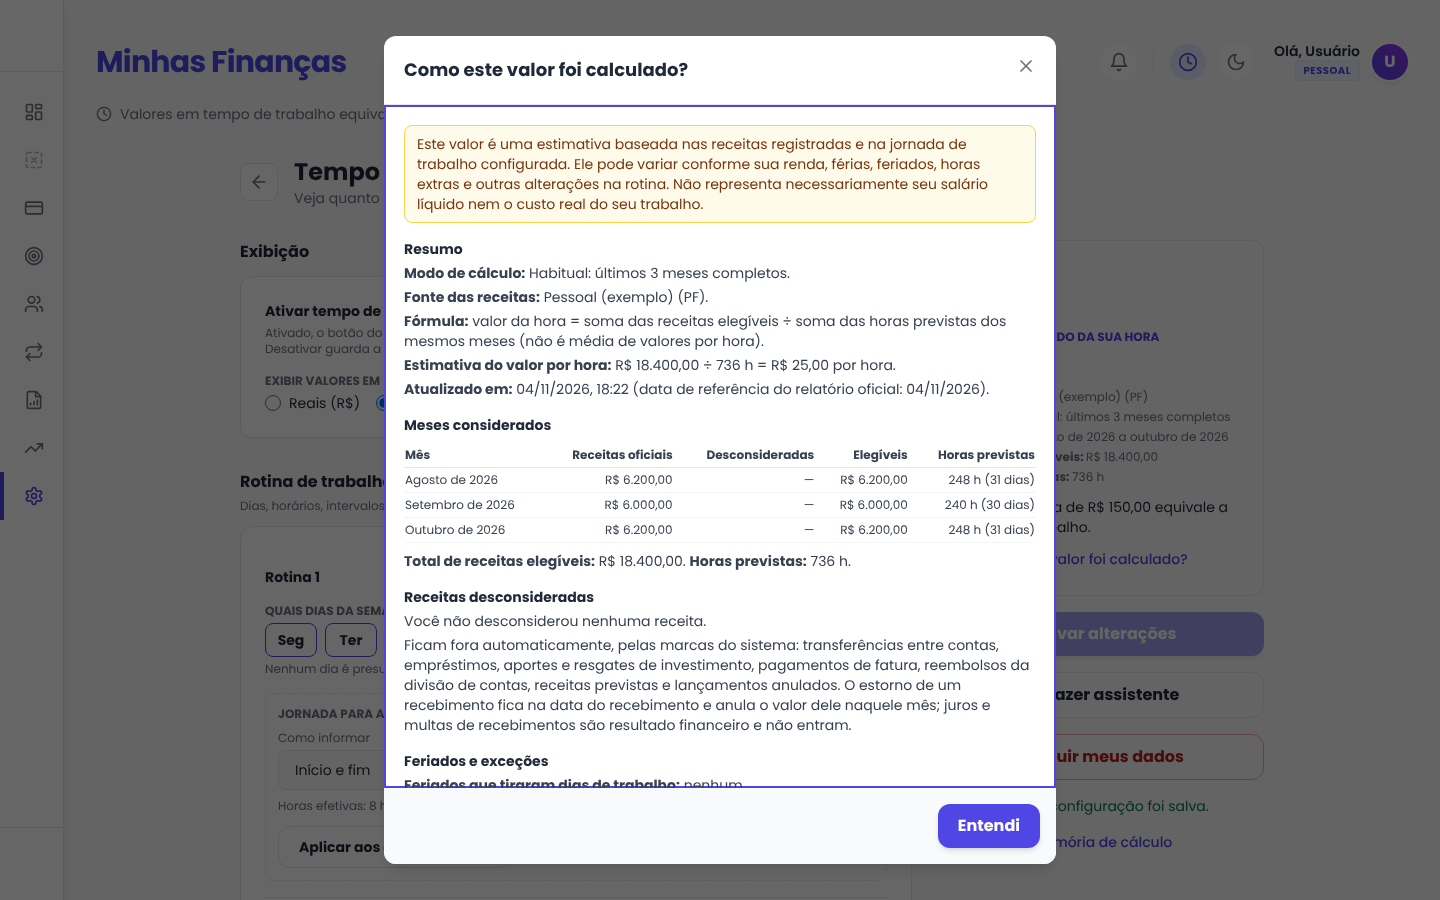 Minhas Finanças
Valores em tempo de trabalho
Olá, Usuário
PESSOAL
U
Tempo
Veja quanto
Exibição
Ativar tempo de
Ativado, o botão do
Desativar guarda a
EXIBIR VALORES EM
Reais (R$)
Rotina de trabalho
Dias, horários, intervalos
Rotina 1
QUAIS DIAS DA
Seg
Ter
Nenhum dia é
JORNADA PARA
Como informar
Início e fim
Horas efetivas: 8 h
Aplicar aos
Como este valor foi calculado?
Este valor é uma estimativa baseada nas receitas registradas e na jornada de
trabalho configurada. Ele pode variar conforme sua renda, férias, feriados, horas
extras e outras alterações na rotina. Não representa necessariamente seu salário
líquido nem o custo real do seu trabalho.
Resumo
Modo de cálculo: Habitual: últimos 3 meses completos.
Fonte das receitas: Pessoal (exemplo) (PF).
Fórmula: valor da hora = soma das receitas elegíveis ÷ soma das horas previstas dos
mesmos meses (não é média de valores por hora).
Estimativa do valor por hora: R$ 18.400,00 ÷ 736 h = R$ 25,00 por hora.
Atualizado em: 04/11/2026, 18:22 (data de referência do relatório oficial: 04/11/2026).
Meses considerados
Mês Receitas oficiais Desconsideradas Elegíveis Horas previstas
Agosto de 2026 R$ 6.200,00 — R$ 6.200,00 248 h (31 dias)
Setembro de 2026 R$ 6.000,00 — R$ 6.000,00 240 h (30 dias)
Outubro de 2026 R$ 6.200,00 — R$ 6.200,00 248 h (31 dias)
Total de receitas elegíveis: R$ 18.400,00. Horas previstas: 736 h.
Receitas desconsideradas
Você não desconsiderou nenhuma receita.
Ficam fora automaticamente, pelas marcas do sistema: transferências entre contas,
empréstimos, aportes e resgates de investimento, pagamentos de fatura, reembolsos da
divisão de contas, receitas previstas e lançamentos anulados. O estorno de um
recebimento fica na data do recebimento e anula o valor dele naquele mês; juros e
multas de recebimentos são resultado financeiro e não entram.
Feriados e exceções
Feriados que tiraram dias de trabalho: nenhum
Entendi
DO DA SUA HORA
(exemplo) (PF)
últimos 3 meses completos
de 2026 a outubro de 2026
R$ 18.400,00
736 h
de R$ 150,00 equivale a
valor foi calculado?
alterações
assistente
meus dados
configuração foi salva.
de cálculo